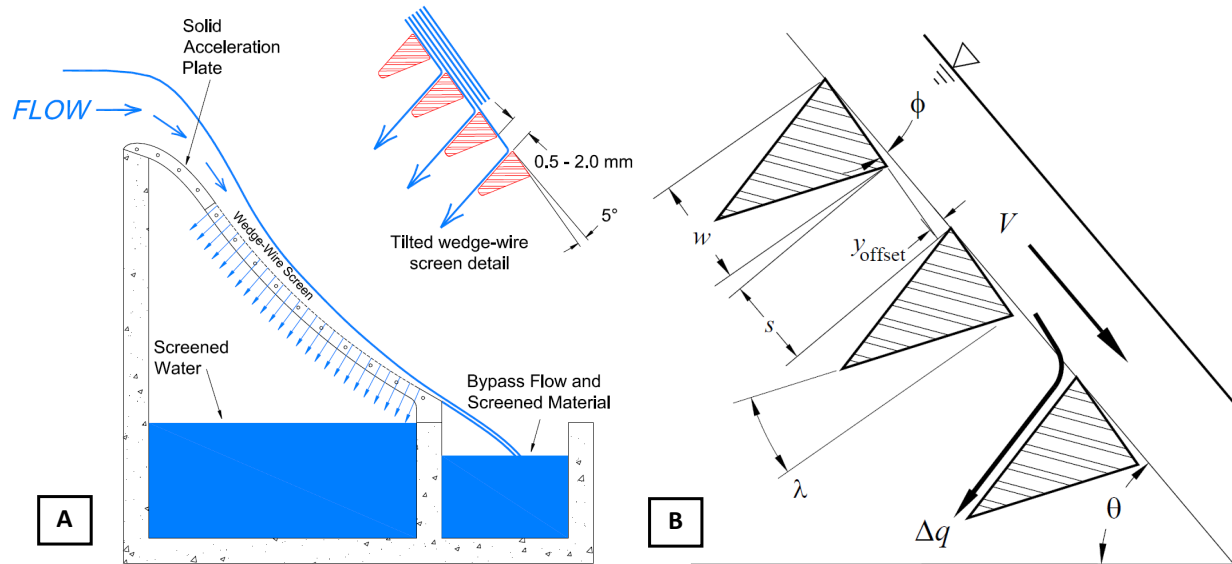 Solid
Acceleration
Plate
FLOW
0.5 - 2.0 mm
5°
Tilted wedge-wire
screen detail
Wedge-Wire Screen
Screened
Water
Bypass Flow and
Screened Material
A
ϕ
w
y offset
V
s
λ
Δq
θ
B